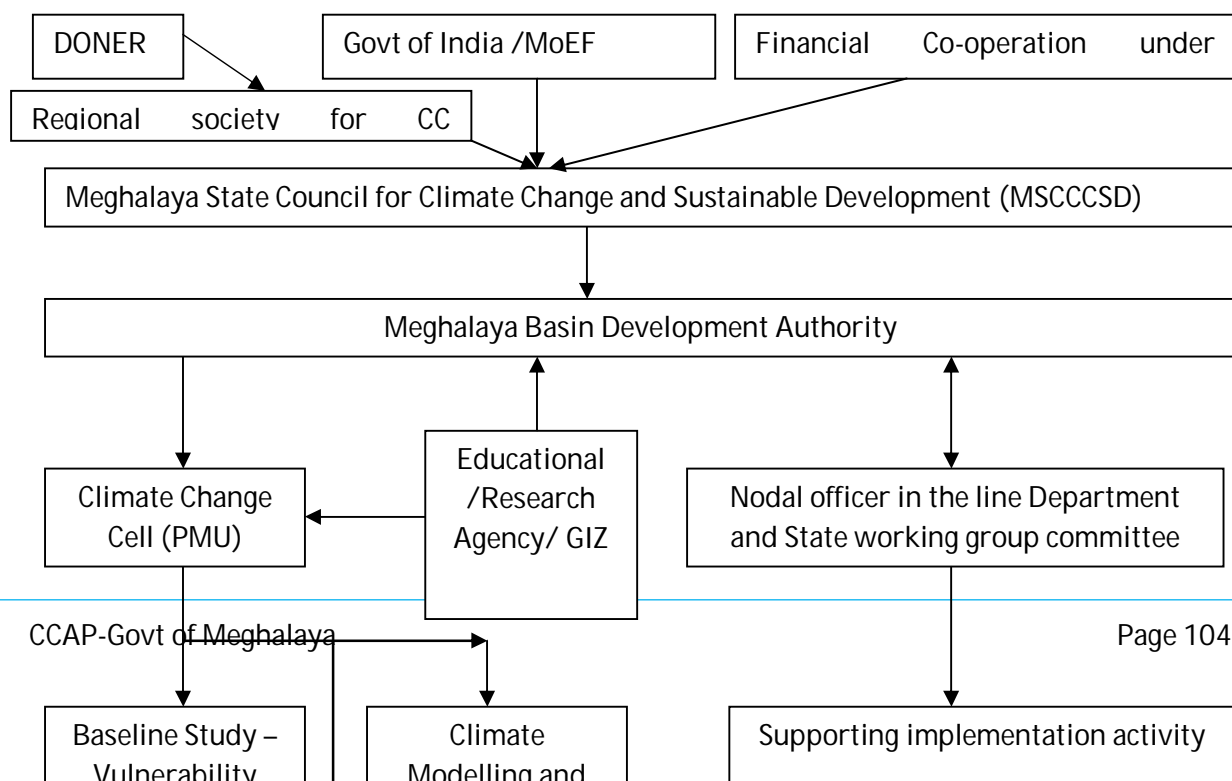 DONER
Govt of India /MoEF
Financial Co-operation under
Regional society for CC
Meghalaya State Council for Climate Change and Sustainable Development (MSCCCSD)
Meghalaya Basin Development Authority
Climate Change
Cell (PMU)
Educational
/Research
Agency/ GIZ
Nodal officer in the line Department
and State working group committee
CCAP-Govt of Meghalaya
Page 104
Baseline Study –
Vulnerability
Climate
Modelling and
Supporting implementation activity